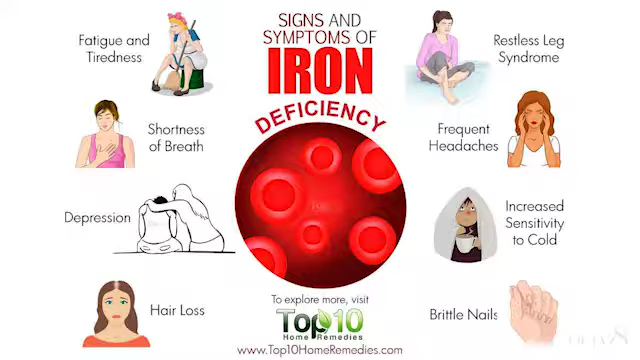 SIGNS AND
SYMPTOMS OF
IRON
DEFICIENCY
Fatigue and
Tiredness
Shortness
of Breath
Depression
Hair Loss
Restless Leg
Syndrome
Frequent
Headaches
Increased
Sensitivity
to Cold
Brittle Nails
To explore more, visit
Top10
Home Remedies
www.Top10HomeRemedies.com